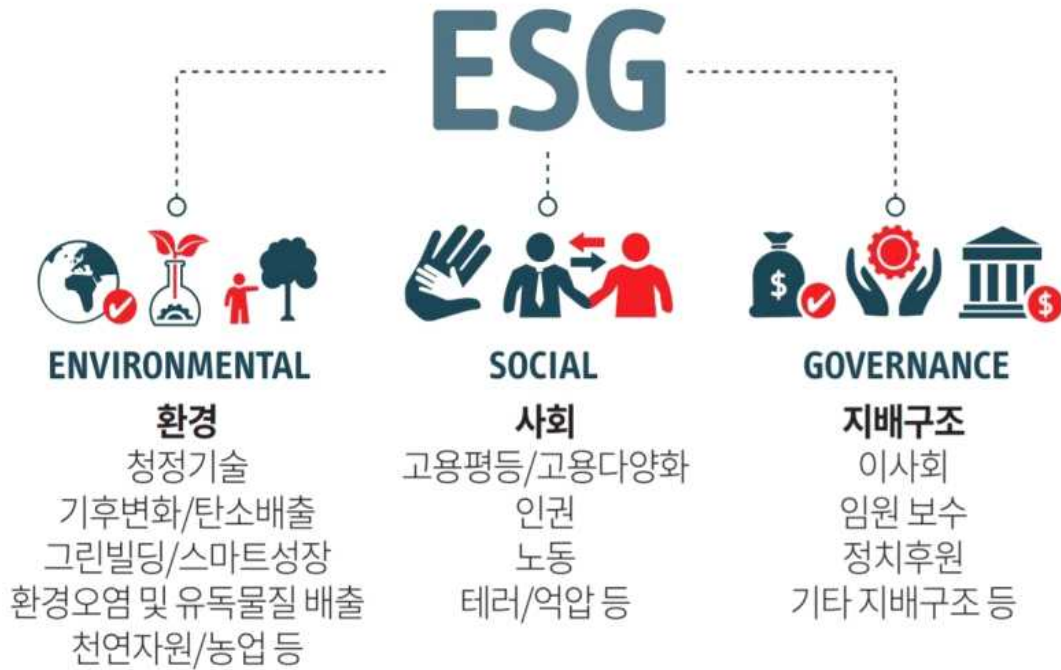 ESG
ENVIRONMENTAL
환경
청정기술
기후변화/탄소배출
그린빌딩/스마트성장
환경오염 및 유독물질 배출
천연자원/농업 등
SOCIAL
사회
고용평등/고용다양화
인권
노동
테러/억압 등
GOVERNANCE
지배구조
이사회
임원 보수
정치후원
기타 지배구조 등